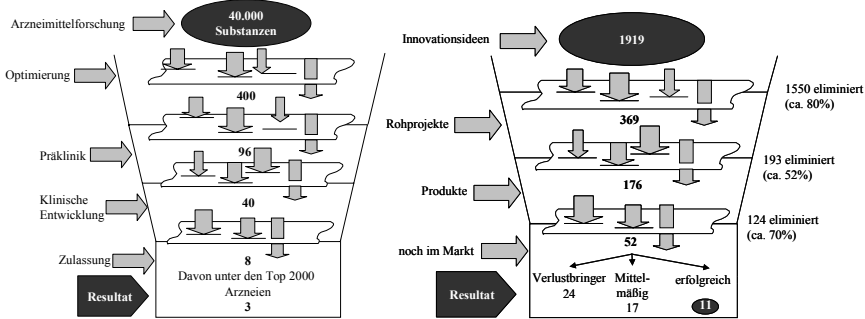 Arzneimittelforschung
40.000
Substanzen
Optimierung
400
96
Präklinik
40
Klinische
Entwicklung
8
Zulassung
Davon unter den Top 2000
Arzneien
3
Resultat
Innovationsideen
1919
1550 eliminiert
(ca. 80%)
369
Rohprojekte
193 eliminiert
(ca. 52%)
176
Produkte
124 eliminiert
(ca. 70%)
52
noch im Markt
Verlustbringer
24
Mittel-
mäßig
17
erfolgreich
11
Resultat